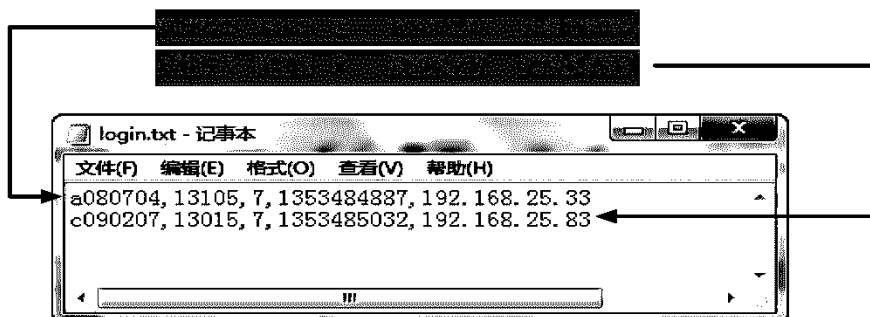 login.txt - 记事本
文件(F) 编辑(E) 格式(O) 查看(V) 帮助(H)
a080704,13105,7,1353484887,192.168.25.33
c090207,13015,7,1353485032,192.168.25.83